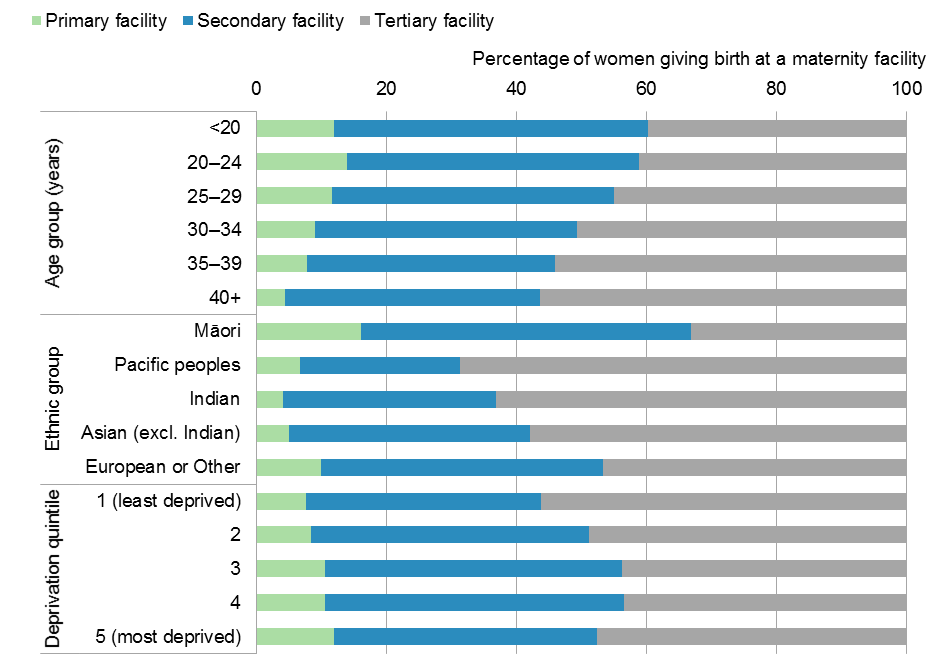 Primary facility Secondary facility Tertiary facility
Percentage of women giving birth at a maternity facility
0 20 40 60 80 100
Age group (years)
<20
20–24
25–29
30–34
35–39
40+
Ethnic group
Māori
Pacific peoples
Indian
Asian (excl. Indian)
European or Other
Deprivation quintile
1 (least deprived)
2
3
4
5 (most deprived)